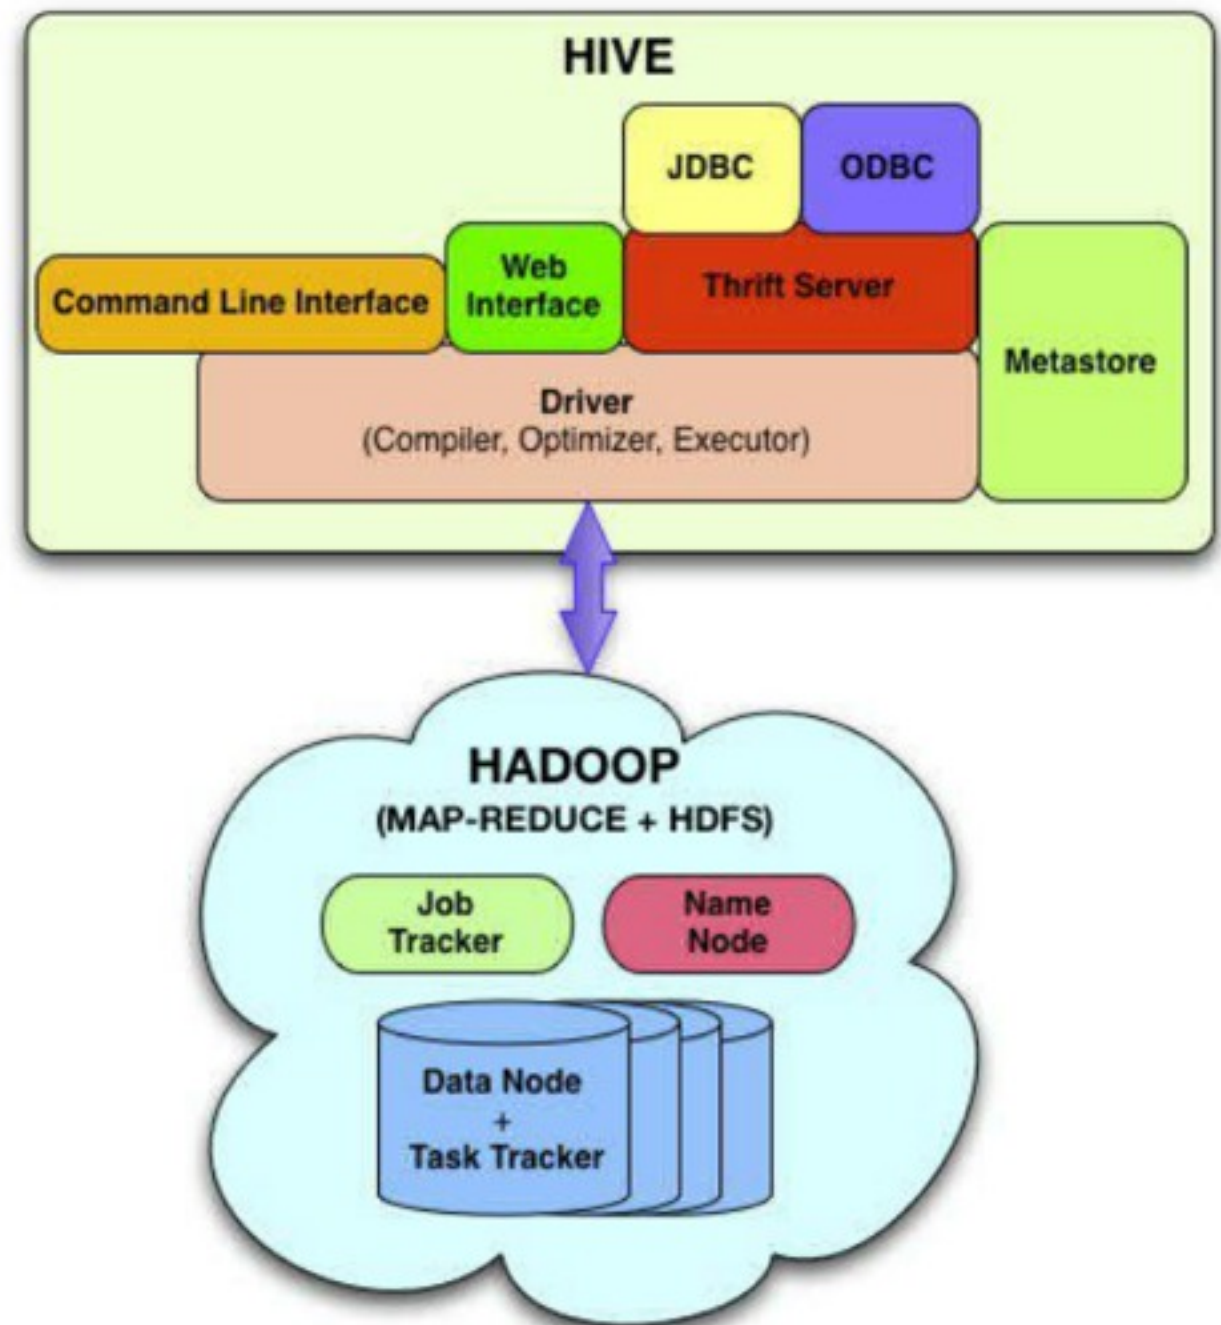 HIVE
JDBC
ODBC
Command Line Interface
Web
Interface
Thrift Server
Metastore
Driver
(Compiler, Optimizer, Executor)
HADOOP
(MAP-REDUCE + HDFS)
Job
Tracker
Name
Node
Data Node
+
Task Tracker